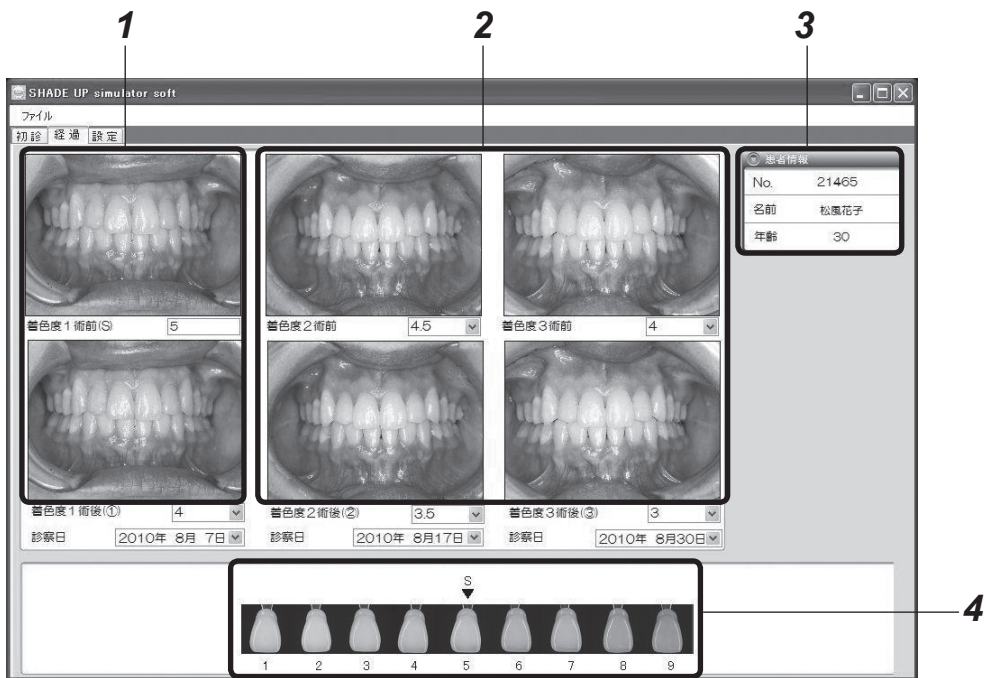 1 2 3
SHADE UP simulator soft
ファイル
初診 経過 設定
患者情報
No. 21465
名前 松風花子
年齢 30
着色度1術前(S) 5 着色度2術前 4.5 着色度3術前 4
着色度1術後(①) 4 着色度2術後(②) 3.5 着色度3術後(③) 3
診察日 2010年 8月 7日 診察日 2010年 8月17日 診察日 2010年 8月30日
S
4
1 2 3 4 5 6 7 8 9